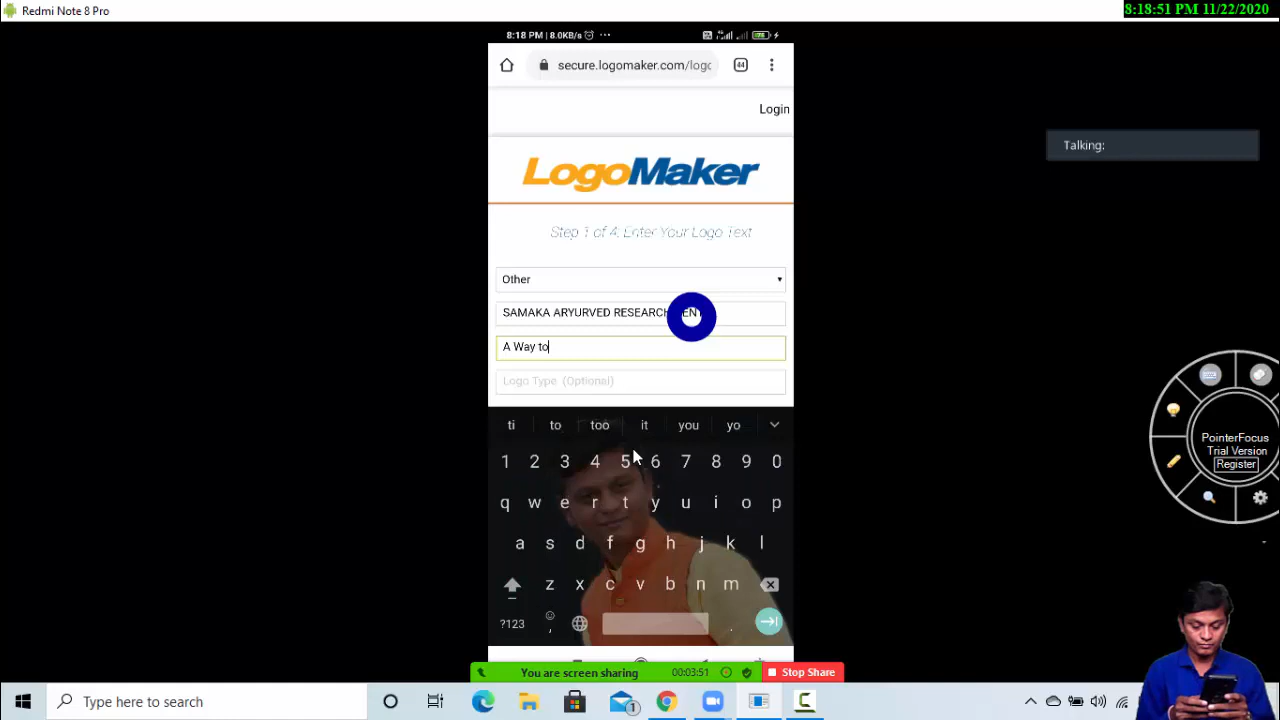 Redmi Note 8 Pro
8:18:51 PM 11/22/2020
8:18 PM | 8.0KB/s
secure.logomaker.com/logo
44
Login
Talking:
LogoMaker
Step 1 of 4: Enter Your Logo Text
Other
SAMAKA ARYURVED RESEARCH
A Way to
Logo Type (Optional)
ti to too it you yo
1 2 3 4 5 6 7 8 9 0
q w e r t y u i o p
a s d f g h j k l
z x c v b n m
?123 , .
PointerFocus
Trial Version
Register
You are screen sharing 00:03:51 Stop Share
Type here to search
1